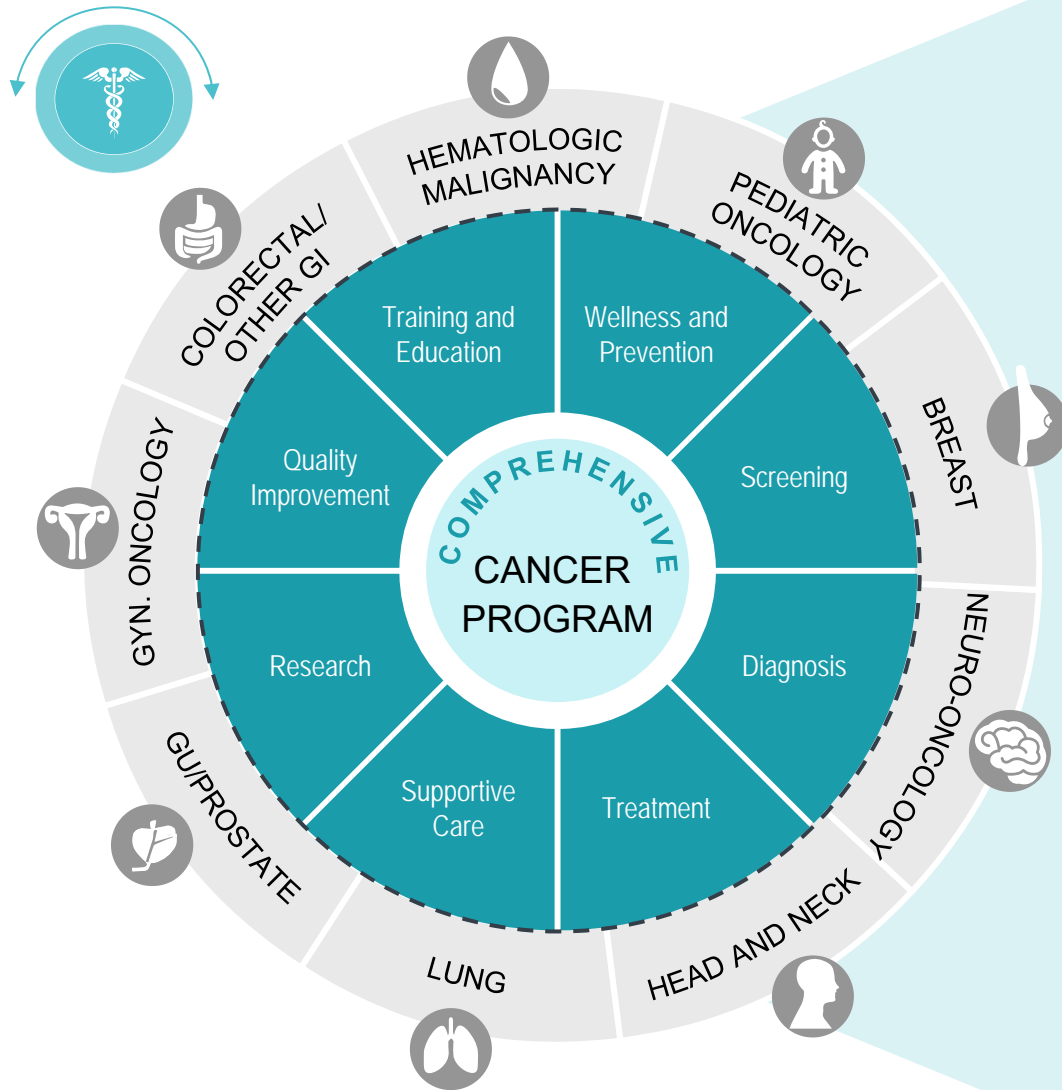 HEMATOLOGIC
MALIGNANCY
PEDIATRIC
ONCOLOGY
BREAST
NEURO-ONCOLOGY
HEAD AND NECK
LUNG
GU/PROSTATE
GYN. ONCOLOGY
COLORECTAL/
OTHER GI
Training and
Education
Wellness and
Prevention
Screening
Diagnosis
Treatment
Supportive
Care
Research
Quality
Improvement
COMPREHENSIVE
CANCER
PROGRAM